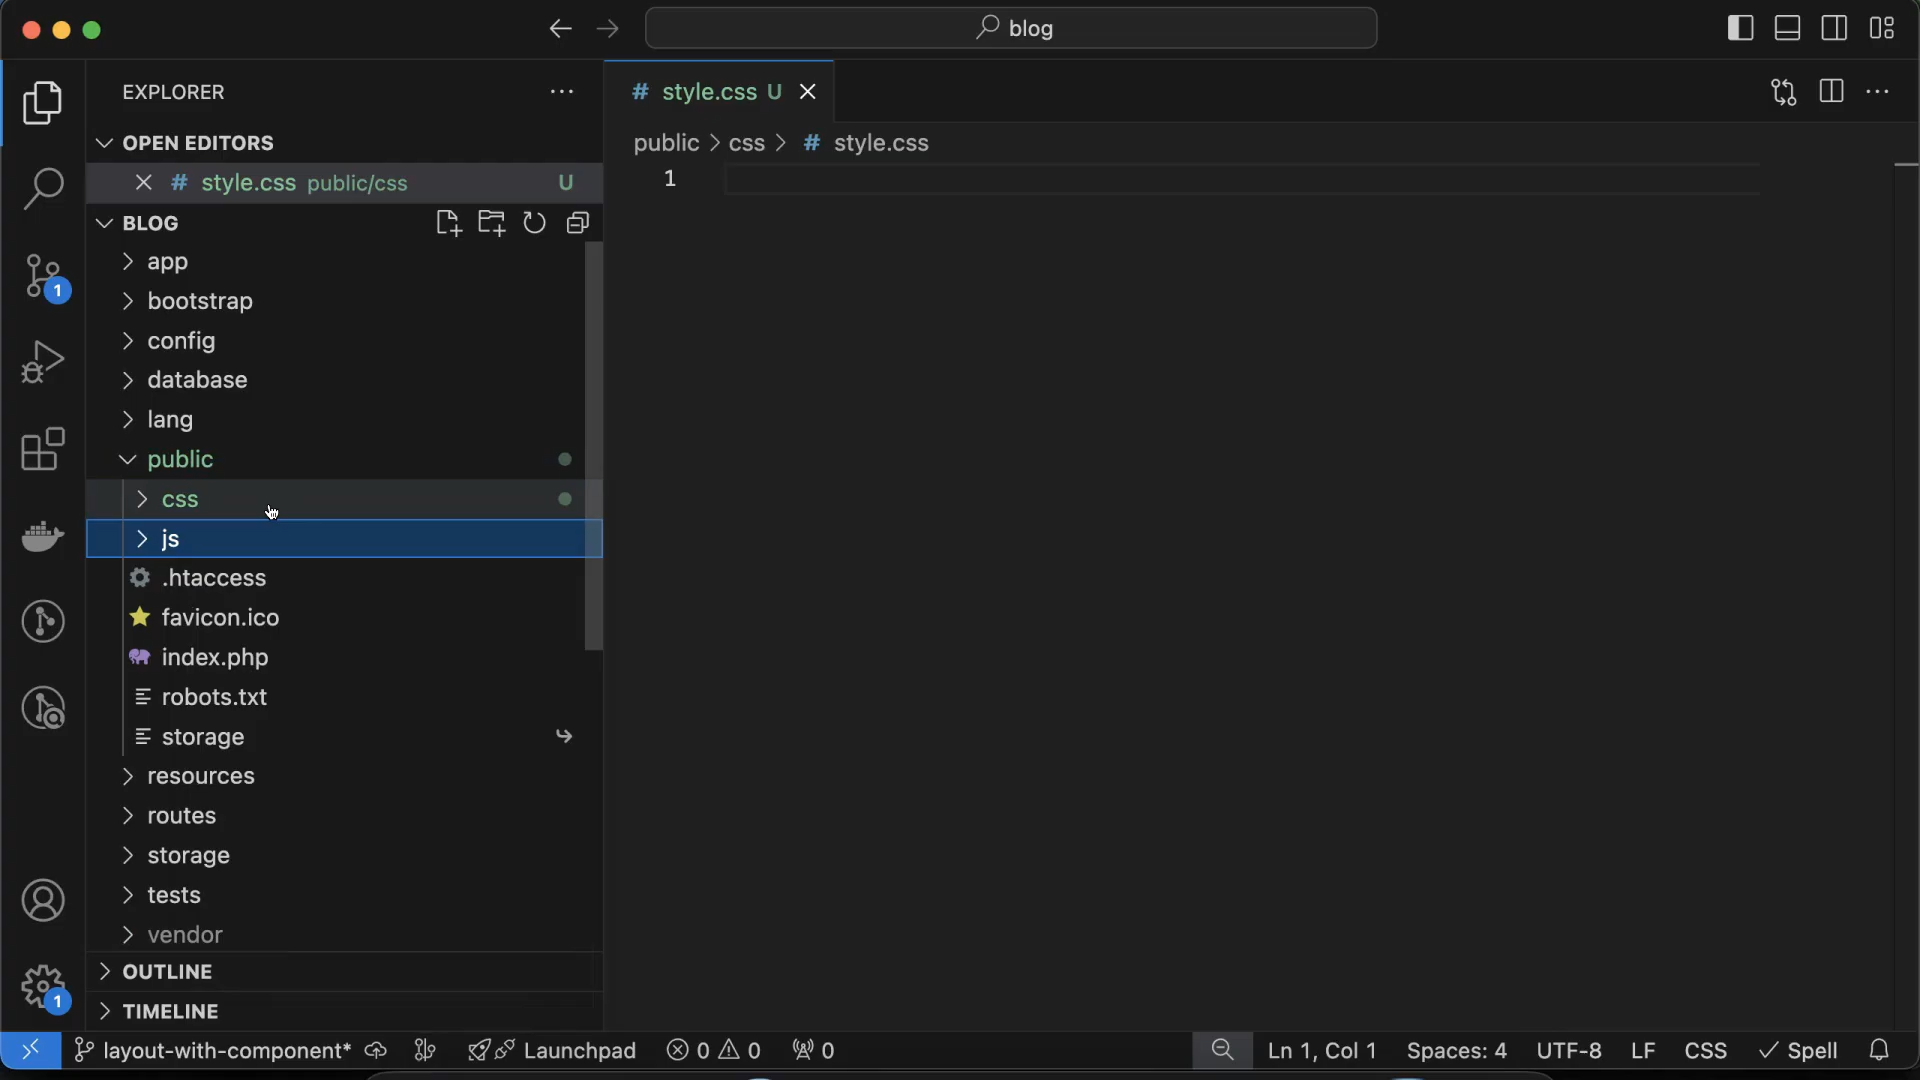 blog
EXPLORER
# style.css U
OPEN EDITORS
public > css > # style.css
# style.css public/css U
1
BLOG
app
bootstrap
config
database
lang
public
css
js
.htaccess
favicon.ico
index.php
robots.txt
storage
resources
routes
storage
tests
vendor
OUTLINE
TIMELINE
1
1
layout-with-component* Launchpad 0 0 0 Ln 1, Col 1 Spaces: 4 UTF-8 LF CSS Spell